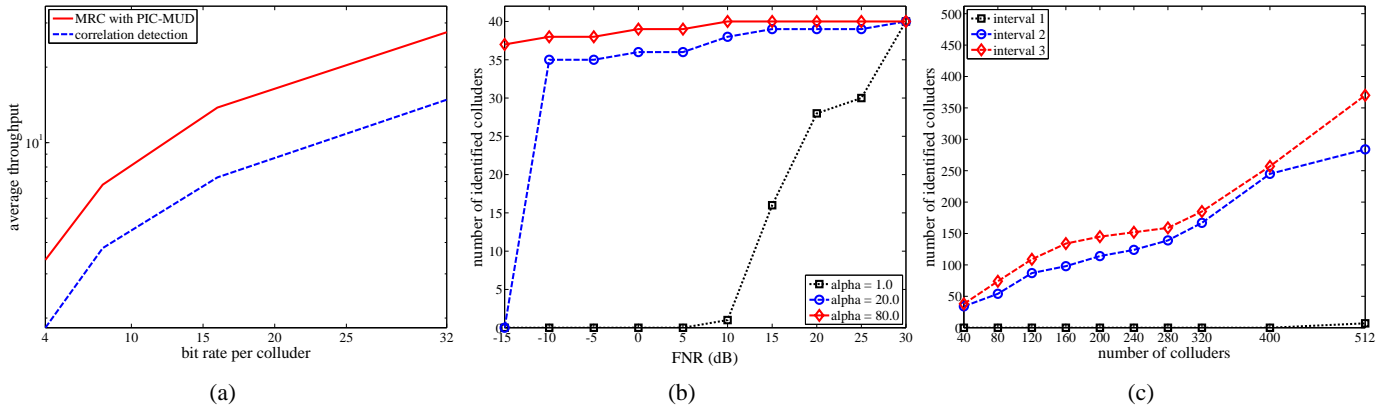 MRC with PIC-MUD
correlation detection
average throughput
10^1
4 10 15 20 25 32
bit rate per colluder
(a)
40
35
30
25
20
15
10
5
0
number of identified colluders
alpha = 1.0
alpha = 20.0
alpha = 80.0
-15 -10 -5 0 5 10 15 20 25 30
FNR (dB)
(b)
interval 1
interval 2
interval 3
500
450
400
350
300
250
200
150
100
50
0
number of identified colluders
40 80 120 160 200 240 280 320 400 512
number of colluders
(c)